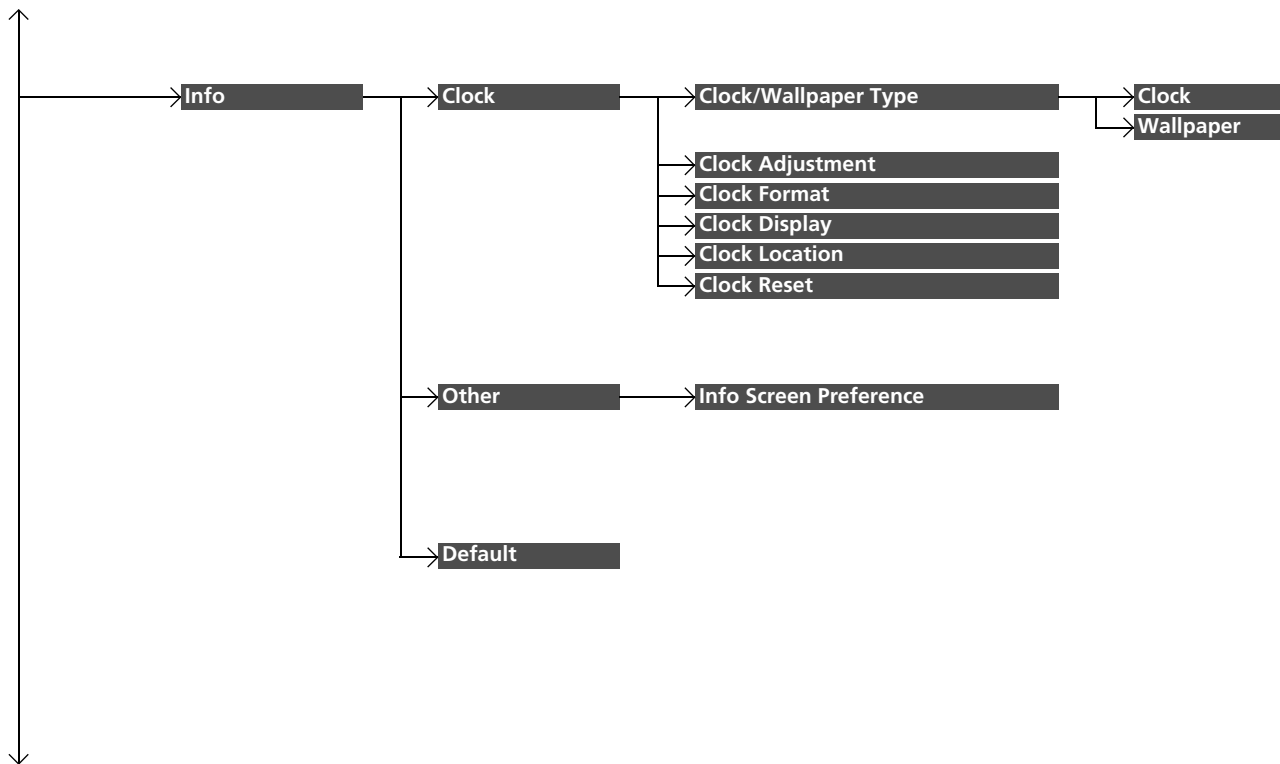 Info
Clock
Clock/Wallpaper Type
Clock
Wallpaper
Clock Adjustment
Clock Format
Clock Display
Clock Location
Clock Reset
Other
Info Screen Preference
Default